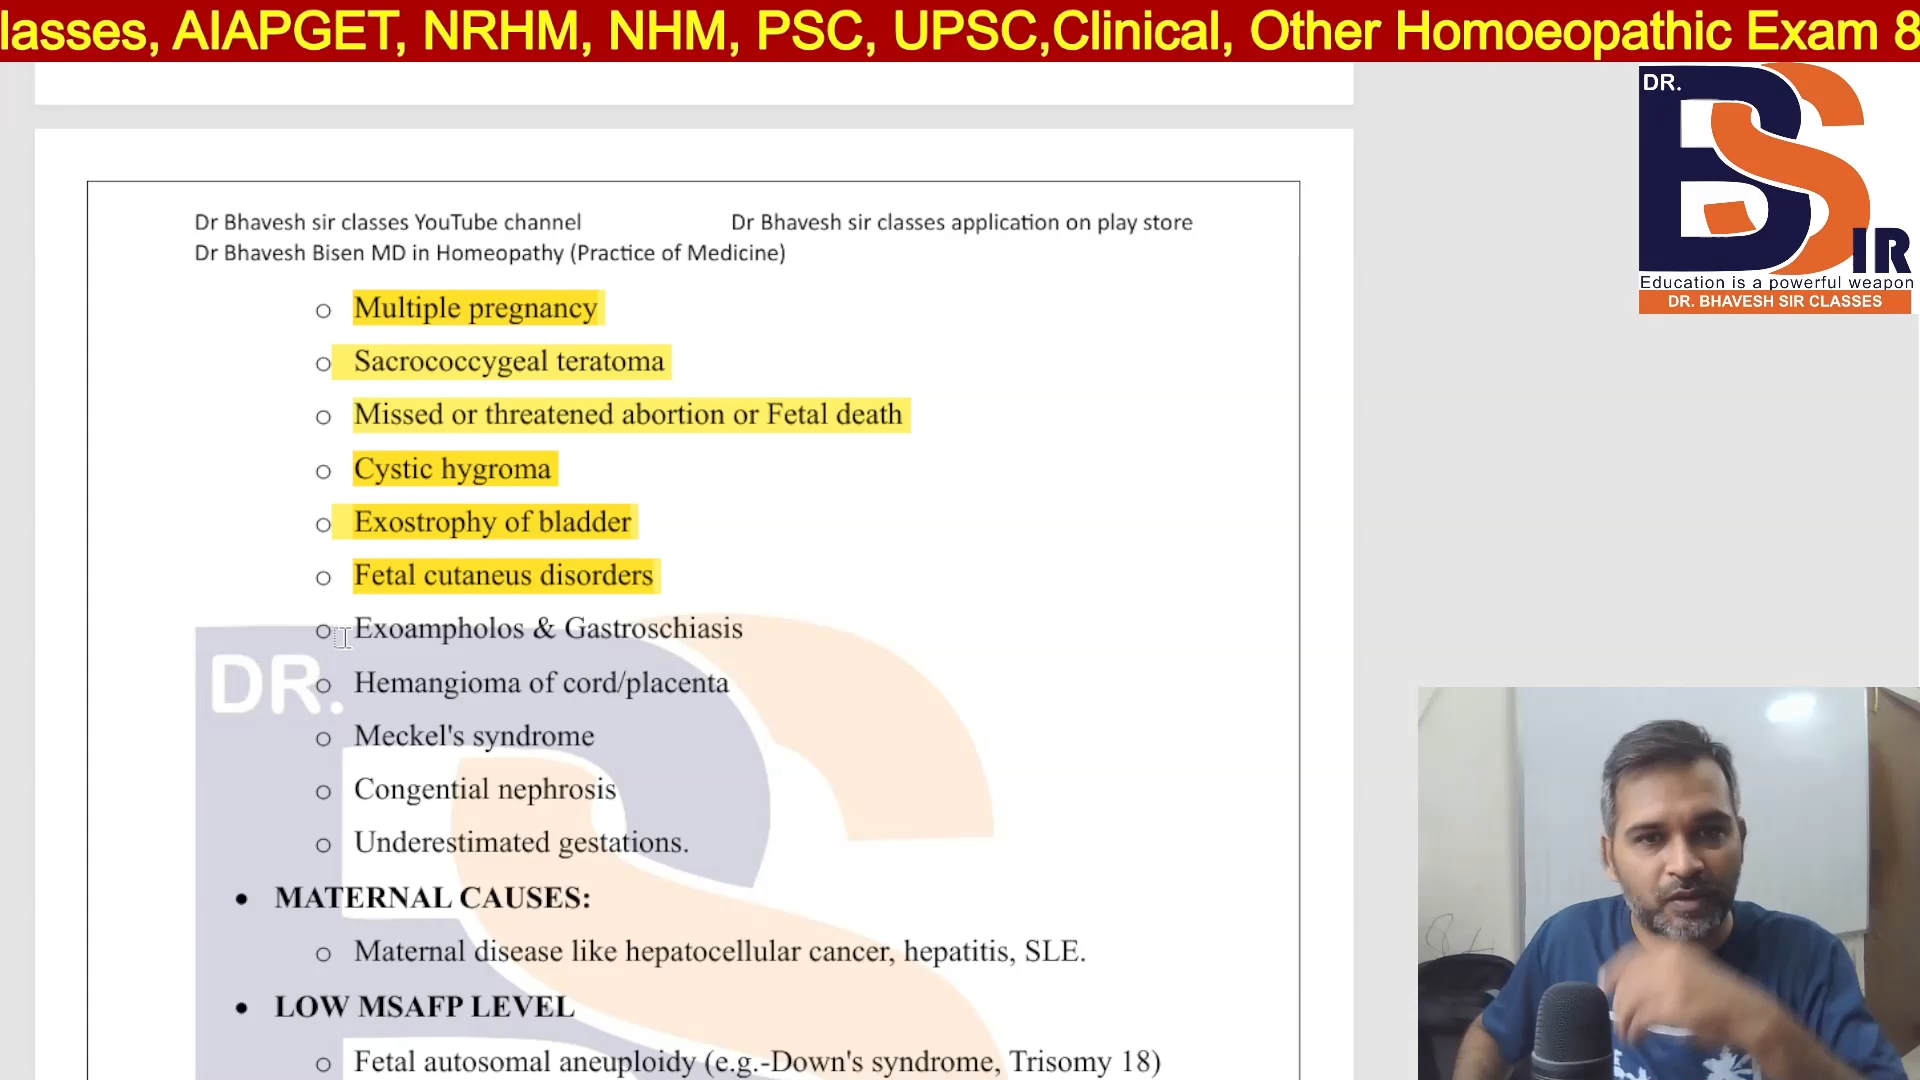 lasses, AIAPGET, NRHM, NHM, PSC, UPSC,Clinical, Other Homoeopathic Exam 8
DR.
BS
IR
Education is a powerful weapon
DR. BHAVESH SIR CLASSES
Dr Bhavesh sir classes YouTube channel Dr Bhavesh sir classes application on play store
Dr Bhavesh Bisen MD in Homeopathy (Practice of Medicine)
o Multiple pregnancy
o Sacrococcygeal teratoma
o Missed or threatened abortion or Fetal death
o Cystic hygroma
o Exostrophy of bladder
o Fetal cutaneus disorders
o Exoampholos & Gastroschiasis
DR.
o Hemangioma of cord/placenta
o Meckel's syndrome
o Congential nephrosis
o Underestimated gestations.
• MATERNAL CAUSES:
o Maternal disease like hepatocellular cancer, hepatitis, SLE.
• LOW MSAFP LEVEL
o Fetal autosomal aneuploidy (e.g.-Down's syndrome, Trisomy 18)